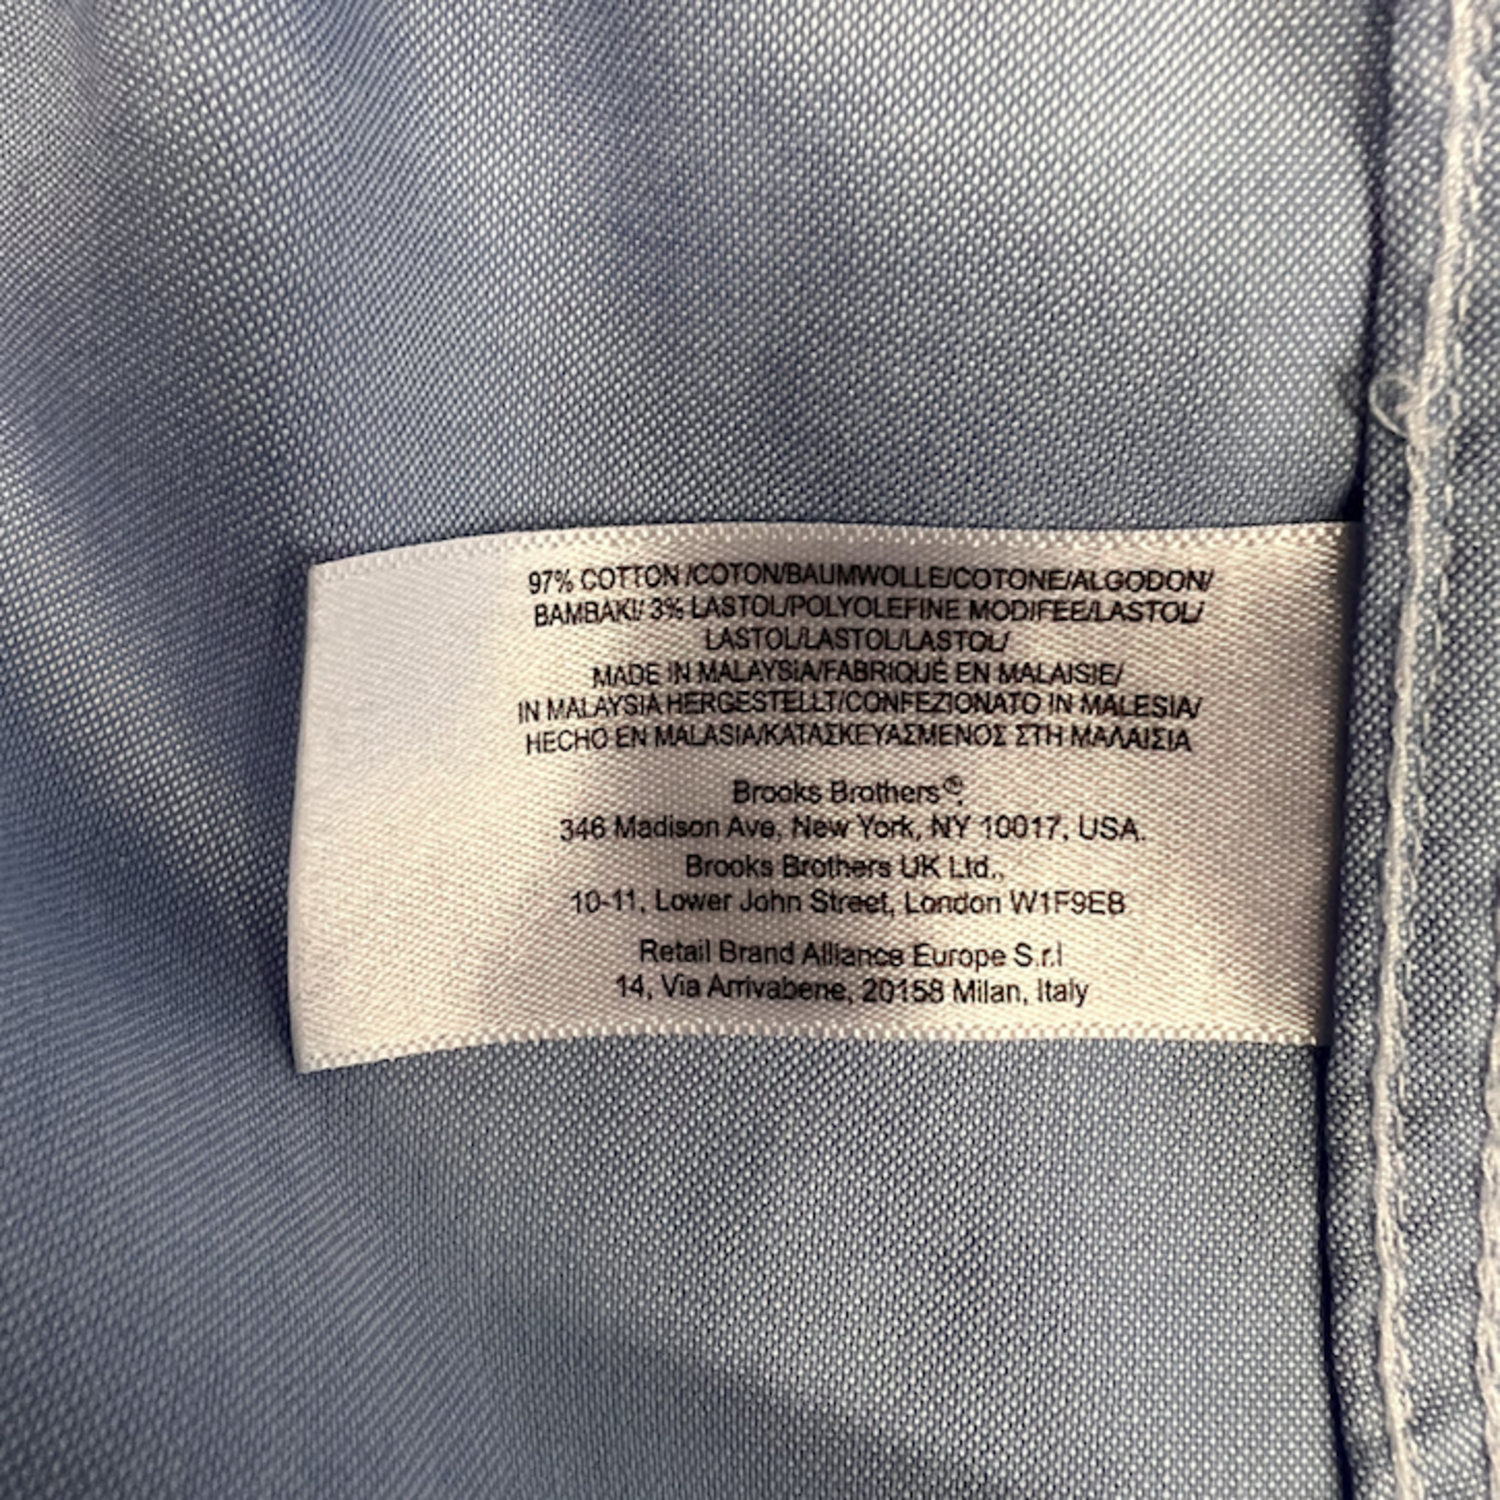 97% COTTON /COTON/BAUMWOLLE/COTONE/ALGODON/
BAMBAKI/ 3% LASTOL/POLYOLEFINE MODIFEE/LASTOL/
LASTOL/LASTOL/LASTOL/
MADE IN MALAYSIA/FABRIQUÉ EN MALAISIE/
IN MALAYSIA HERGESTELLT/CONFEZIONATO IN MALESIA/
HECHO EN MALASIA/ΚΑΤΑΣΚΕΥΑΣΜΕΝΟΣ ΣΤΗ ΜΑΛΑΙΣΙΑ
Brooks Brothers®,
346 Madison Ave, New York, NY 10017, USA.
Brooks Brothers UK Ltd.,
10-11, Lower John Street, London W1F9EB
Retail Brand Alliance Europe S.r.l
14, Via Arrivabene, 20158 Milan, Italy